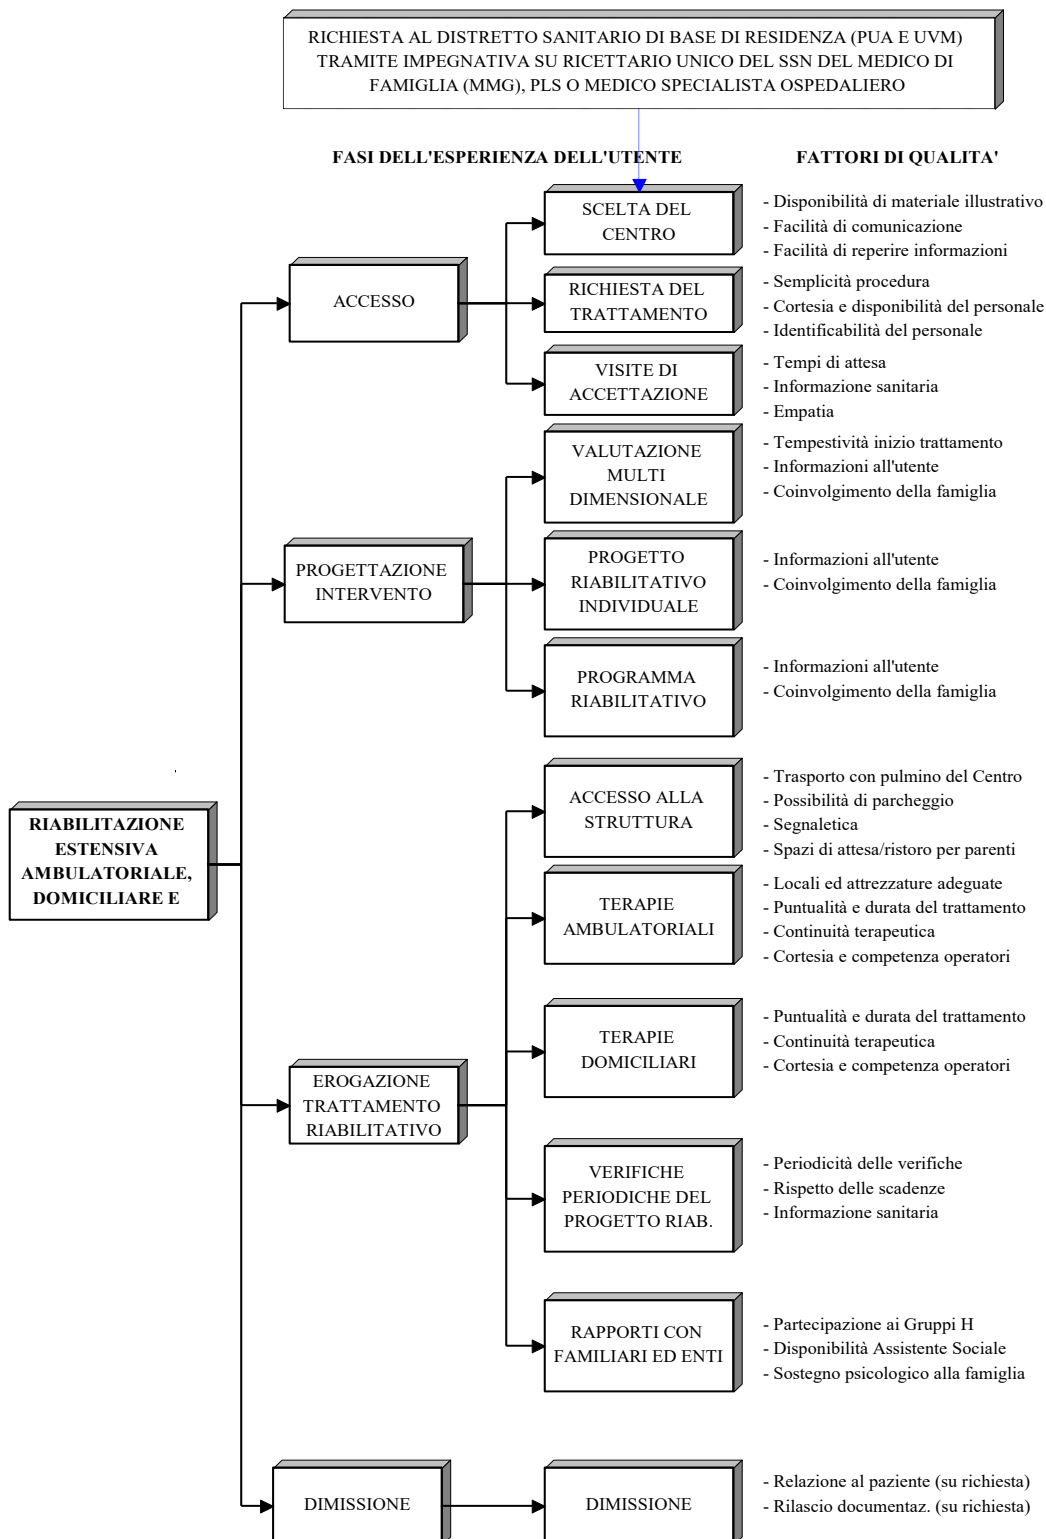 RICHIESTA AL DISTRETTO SANITARIO DI BASE DI RESIDENZA (PUA E UVM)
TRAMITE IMPEGNATIVA SU RICETTARIO UNICO DEL SSN DEL MEDICO DI
FAMIGLIA (MMG), PLS O MEDICO SPECIALISTA OSPEDALIERO
FASI DELL'ESPERIENZA DELL'UTENTE
FATTORI DI QUALITA'
SCELTA DEL
CENTRO
- Disponibilità di materiale illustrativo
- Facilità di comunicazione
- Facilità di reperire informazioni
ACCESSO
RICHIESTA DEL
TRATTAMENTO
- Semplicità procedura
- Cortesia e disponibilità del personale
- Identificabilità del personale
VISITE DI
ACCETTAZIONE
- Tempi di attesa
- Informazione sanitaria
- Empatia
VALUTAZIONE
MULTI
DIMENSIONALE
- Tempestività inizio trattamento
- Informazioni all'utente
- Coinvolgimento della famiglia
PROGETTAZIONE
INTERVENTO
PROGETTO
RIABILITATIVO
INDIVIDUALE
- Informazioni all'utente
- Coinvolgimento della famiglia
PROGRAMMA
RIABILITATIVO
- Informazioni all'utente
- Coinvolgimento della famiglia
RIABILITAZIONE
ESTENSIVA
AMBULATORIALE,
DOMICILIARE E
ACCESSO ALLA
STRUTTURA
- Trasporto con pulmino del Centro
- Possibilità di parcheggio
- Segnaletica
- Spazi di attesa/ristoro per parenti
TERAPIE
AMBULATORIALI
- Locali ed attrezzature adeguate
- Puntualità e durata del trattamento
- Continuità terapeutica
- Cortesia e competenza operatori
TERAPIE
DOMICILIARI
- Puntualità e durata del trattamento
- Continuità terapeutica
- Cortesia e competenza operatori
EROGAZIONE
TRATTAMENTO
RIABILITATIVO
VERIFICHE
PERIODICHE DEL
PROGETTO RIAB.
- Periodicità delle verifiche
- Rispetto delle scadenze
- Informazione sanitaria
RAPPORTI CON
FAMILIARI ED ENTI
- Partecipazione ai Gruppi H
- Disponibilità Assistente Sociale
- Sostegno psicologico alla famiglia
DIMISSIONE
DIMISSIONE
- Relazione al paziente (su richiesta)
- Rilascio documentaz. (su richiesta)